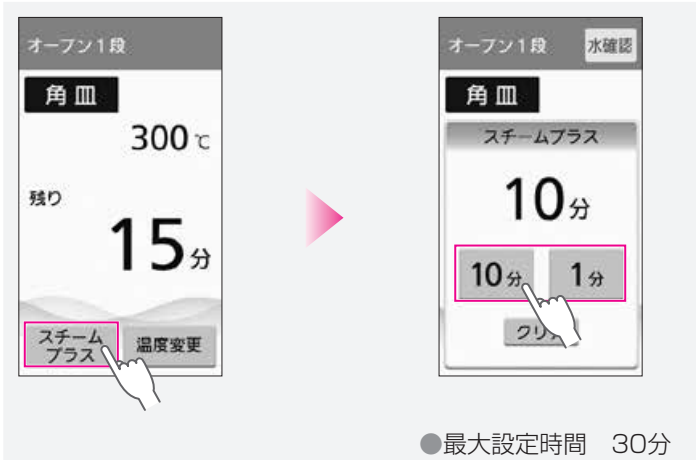 オーブン1段
角皿
300℃
残り
15分
スチーム
プラス
温度変更
オーブン1段
水確認
角皿
スチームプラス
10分
10分
1分
クリア
●最大設定時間 30分